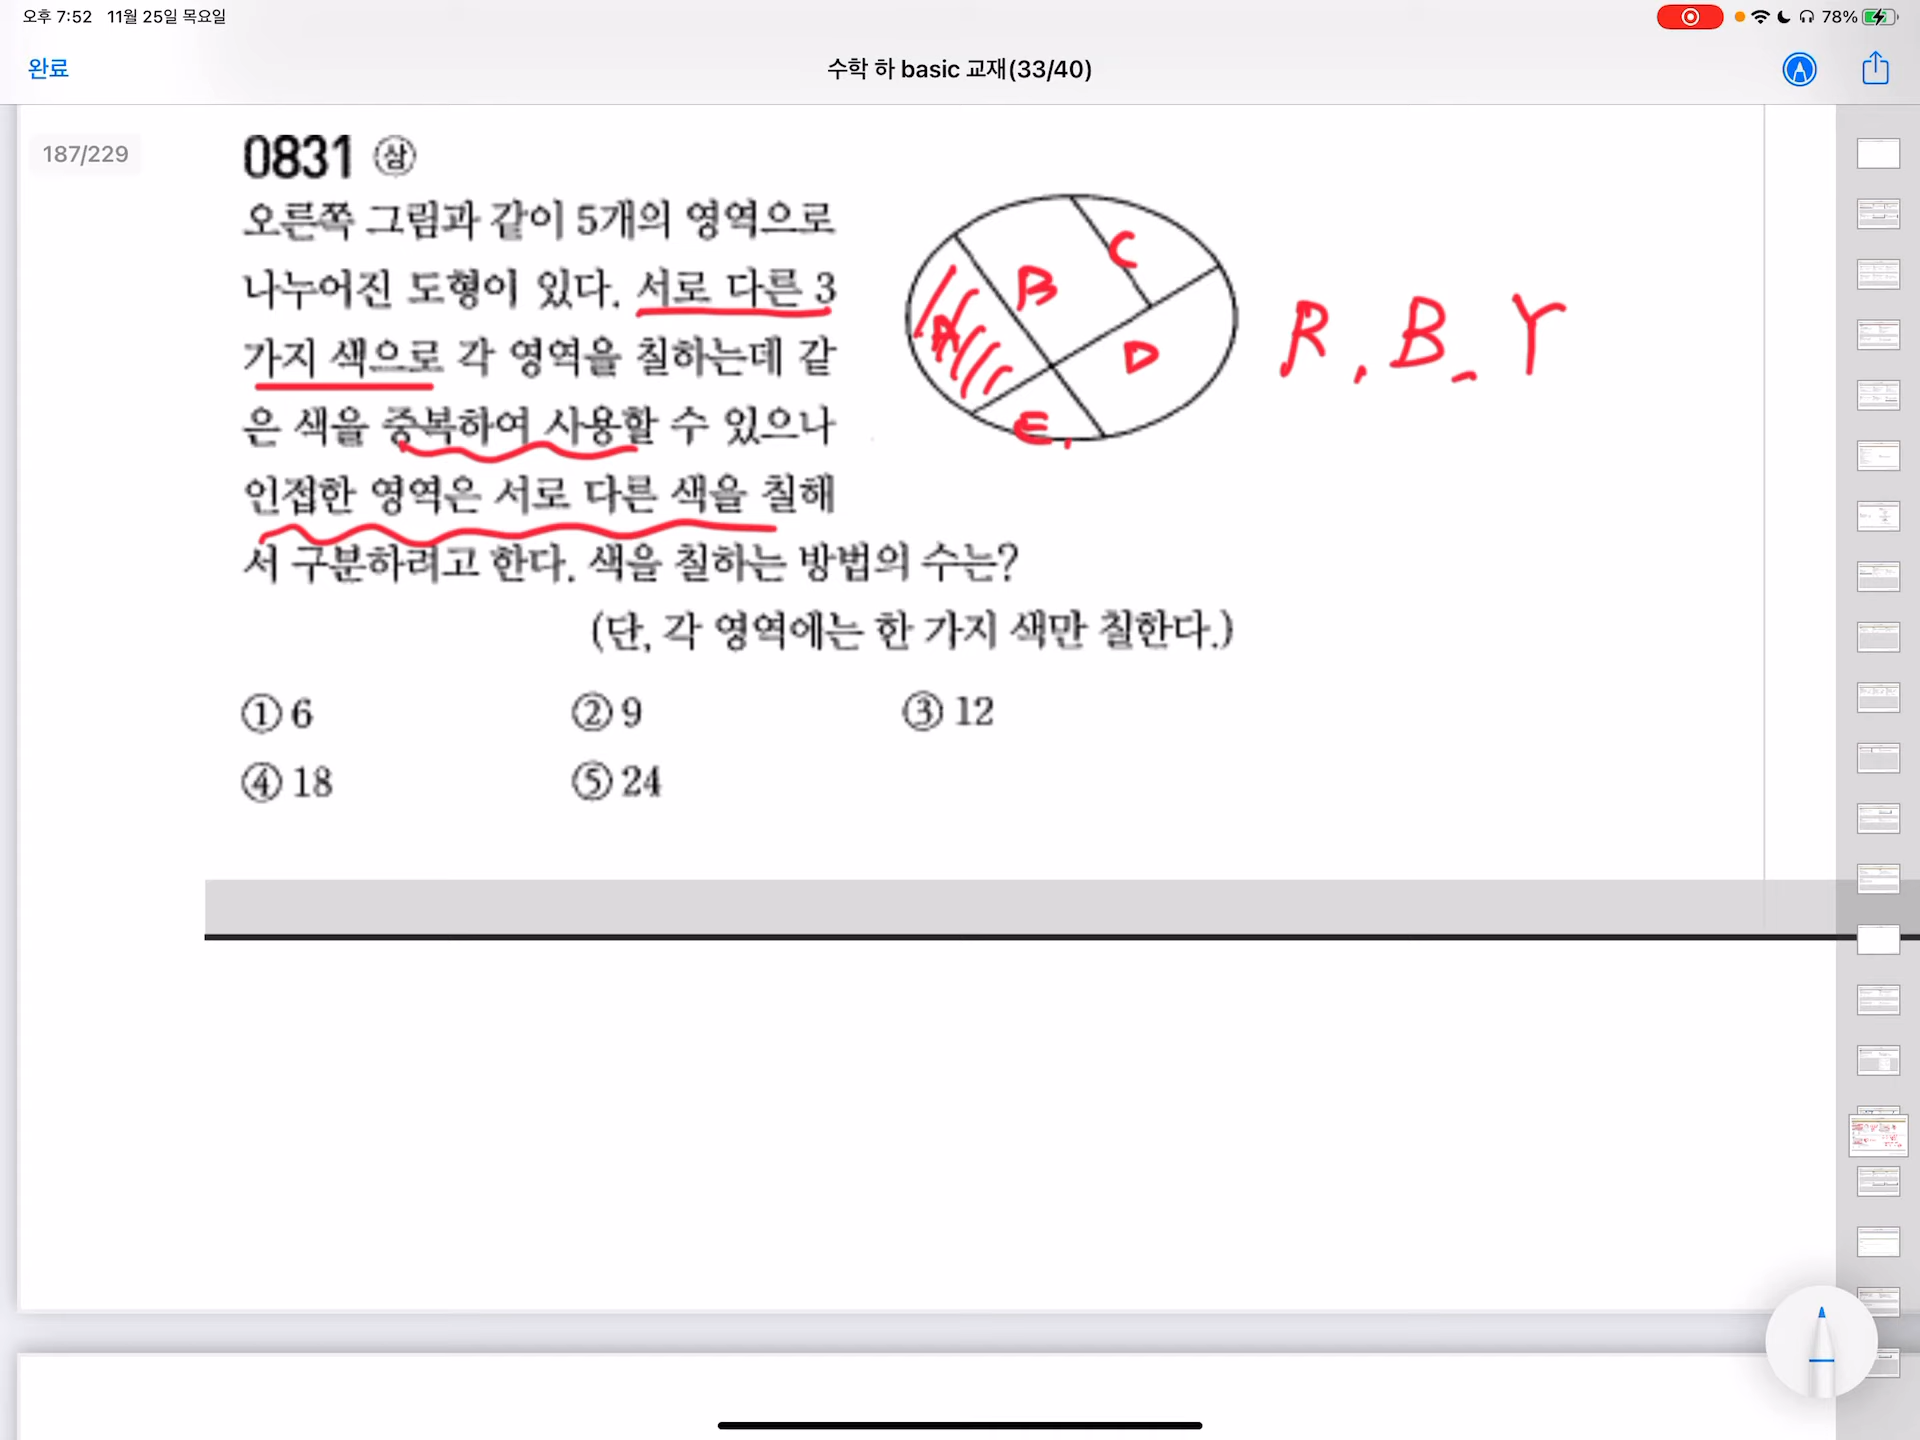 오후 7:52 11월 25일 목요일
78%
완료
수학 하 basic 교재(33/40)
187/229
0831 상
오른쪽 그림과 같이 5개의 영역으로
나누어진 도형이 있다. 서로 다른 3
가지 색으로 각 영역을 칠하는데 같
은 색을 중복하여 사용할 수 있으나
인접한 영역은 서로 다른 색을 칠해
서 구분하려고 한다. 색을 칠하는 방법의 수는?
(단, 각 영역에는 한 가지 색만 칠한다.)
A
B
C
D
E
R, B, Y
① 6 ② 9 ③ 12
④ 18 ⑤ 24